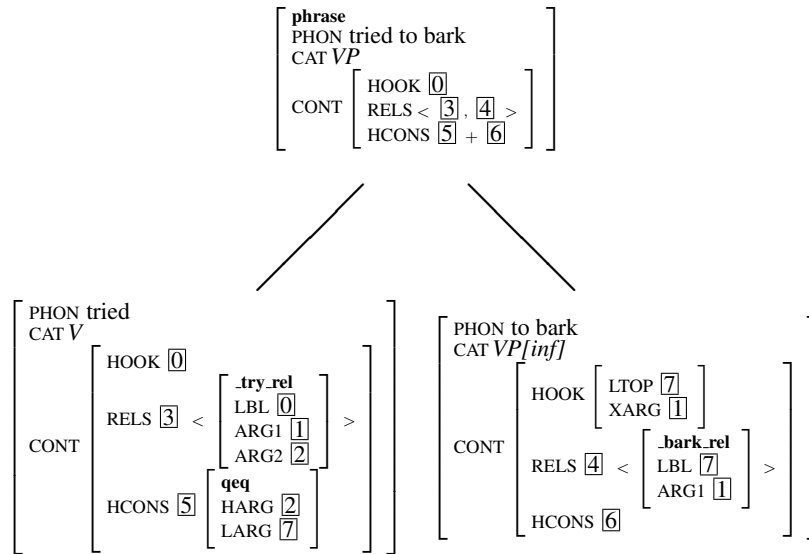 phrase
PHON tried to bark
CAT VP
HOOK 0
CONT RELS < 3 , 4 >
HCONS 5 + 6
PHON tried
CAT V
HOOK 0
_try_rel
LBL 0
RELS 3 < ARG1 1 >
ARG2 2
CONT
qeq
HCONS 5 HARG 2
LARG 7
PHON to bark
CAT VP[inf]
HOOK LTOP 7
XARG 1
CONT
_bark_rel
RELS 4 < LBL 7 >
ARG1 1
HCONS 6